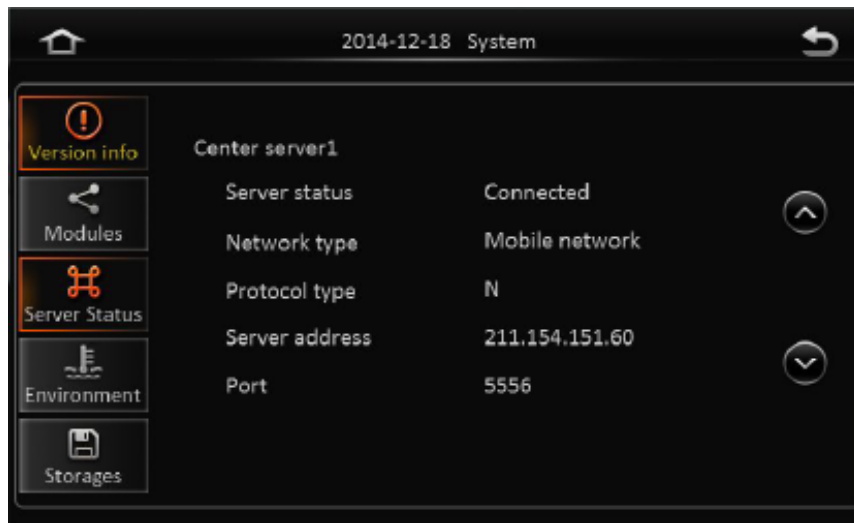 2014-12-18 System
Version info
Modules
Server Status
Environment
Storages
Center server1
Server status Connected
Network type Mobile network
Protocol type N
Server address 211.154.151.60
Port 5556